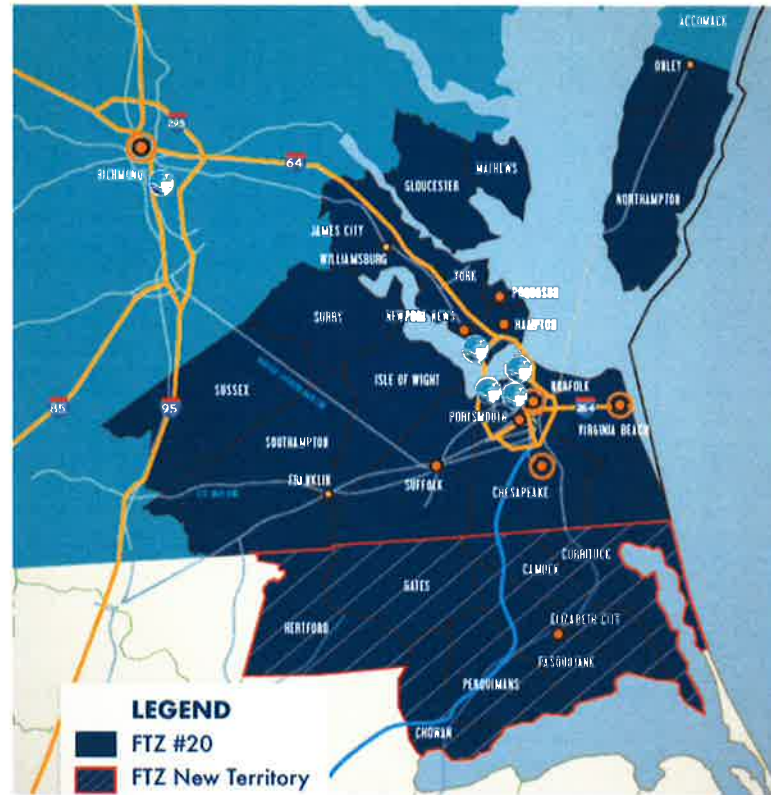 ACCOMACK
ONLEY
295
RICHMOND
64
MATHEWS
GLOUCESTER
NORTHAMPTON
JAMES CITY
WILLIAMSBURG
YORK
POQUOSON
SURRY
NEWPORT NEWS
HAMPTON
ISLE OF WIGHT
SUSSEX
NORFOLK
264
85
95
PORTSMOUTH
VIRGINIA BEACH
SOUTHAMPTON
FRANKLIN
SUFFOLK
CHESAPEAKE
CURRITUCK
CAMDEN
GATES
HERTFORD
ELIZABETH CITY
PASQUOTANK
PERQUIMANS
CHOWAN
LEGEND
FTZ #20
FTZ New Territory